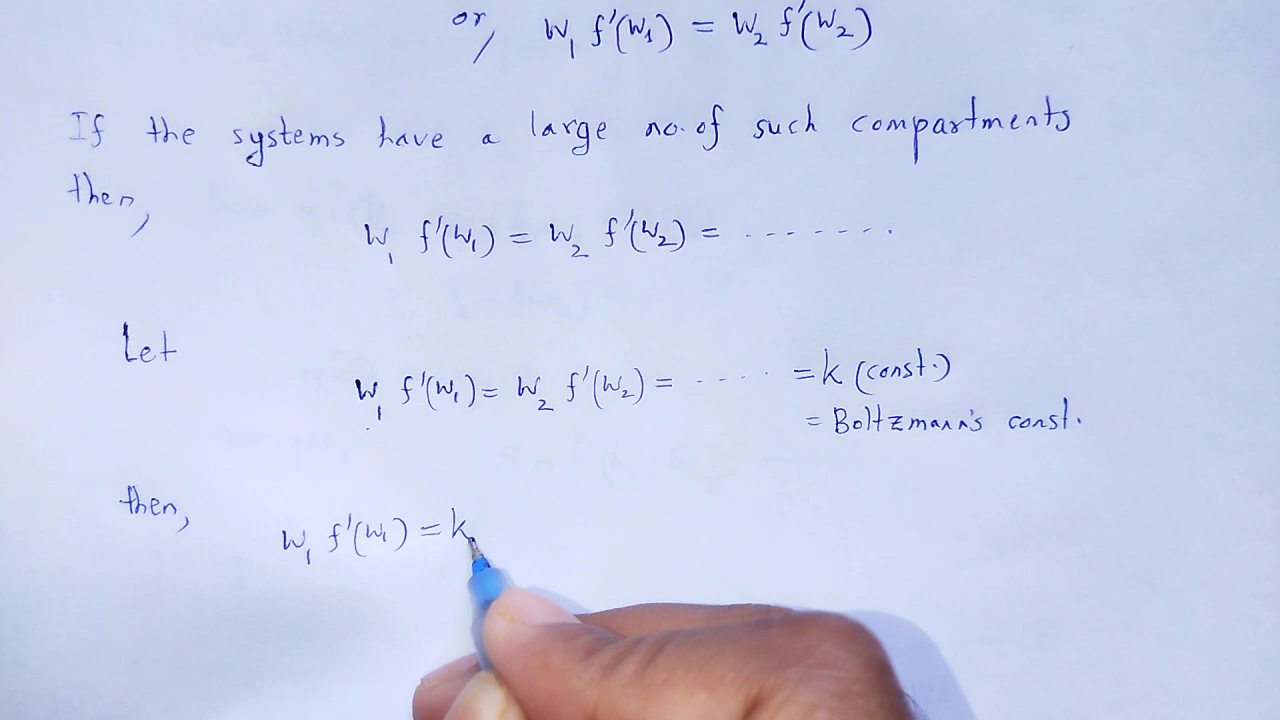 or, W₁ f'(W₁) = W₂ f'(W₂)
If the systems have a large no. of such compartments
then,
W₁ f'(W₁) = W₂ f'(W₂) = - - - - - - - .
Let
W₁ f'(W₁) = W₂ f'(W₂) = - - - - = k (const.)
= Boltzmann's const.
then,
W₁ f'(W₁) = k